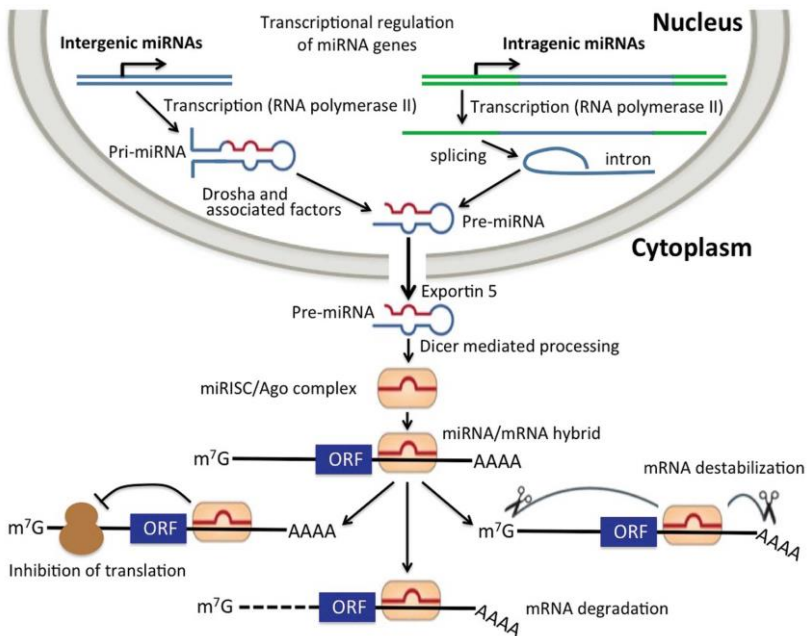 Nucleus
Intergenic miRNAs
Transcriptional regulation
of miRNA genes
Intragenic miRNAs
Transcription (RNA polymerase II)
Transcription (RNA polymerase II)
Pri-miRNA
splicing
intron
Drosha and
associated factors
Pre-miRNA
Cytoplasm
Exportin 5
Pre-miRNA
Dicer mediated processing
miRISC/Ago complex
miRNA/mRNA hybrid
m⁷G
ORF
AAAA
mRNA destabilization
m⁷G
ORF
AAAA
m⁷G
ORF
AAAA
Inhibition of translation
m⁷G
ORF
AAAA
mRNA degradation